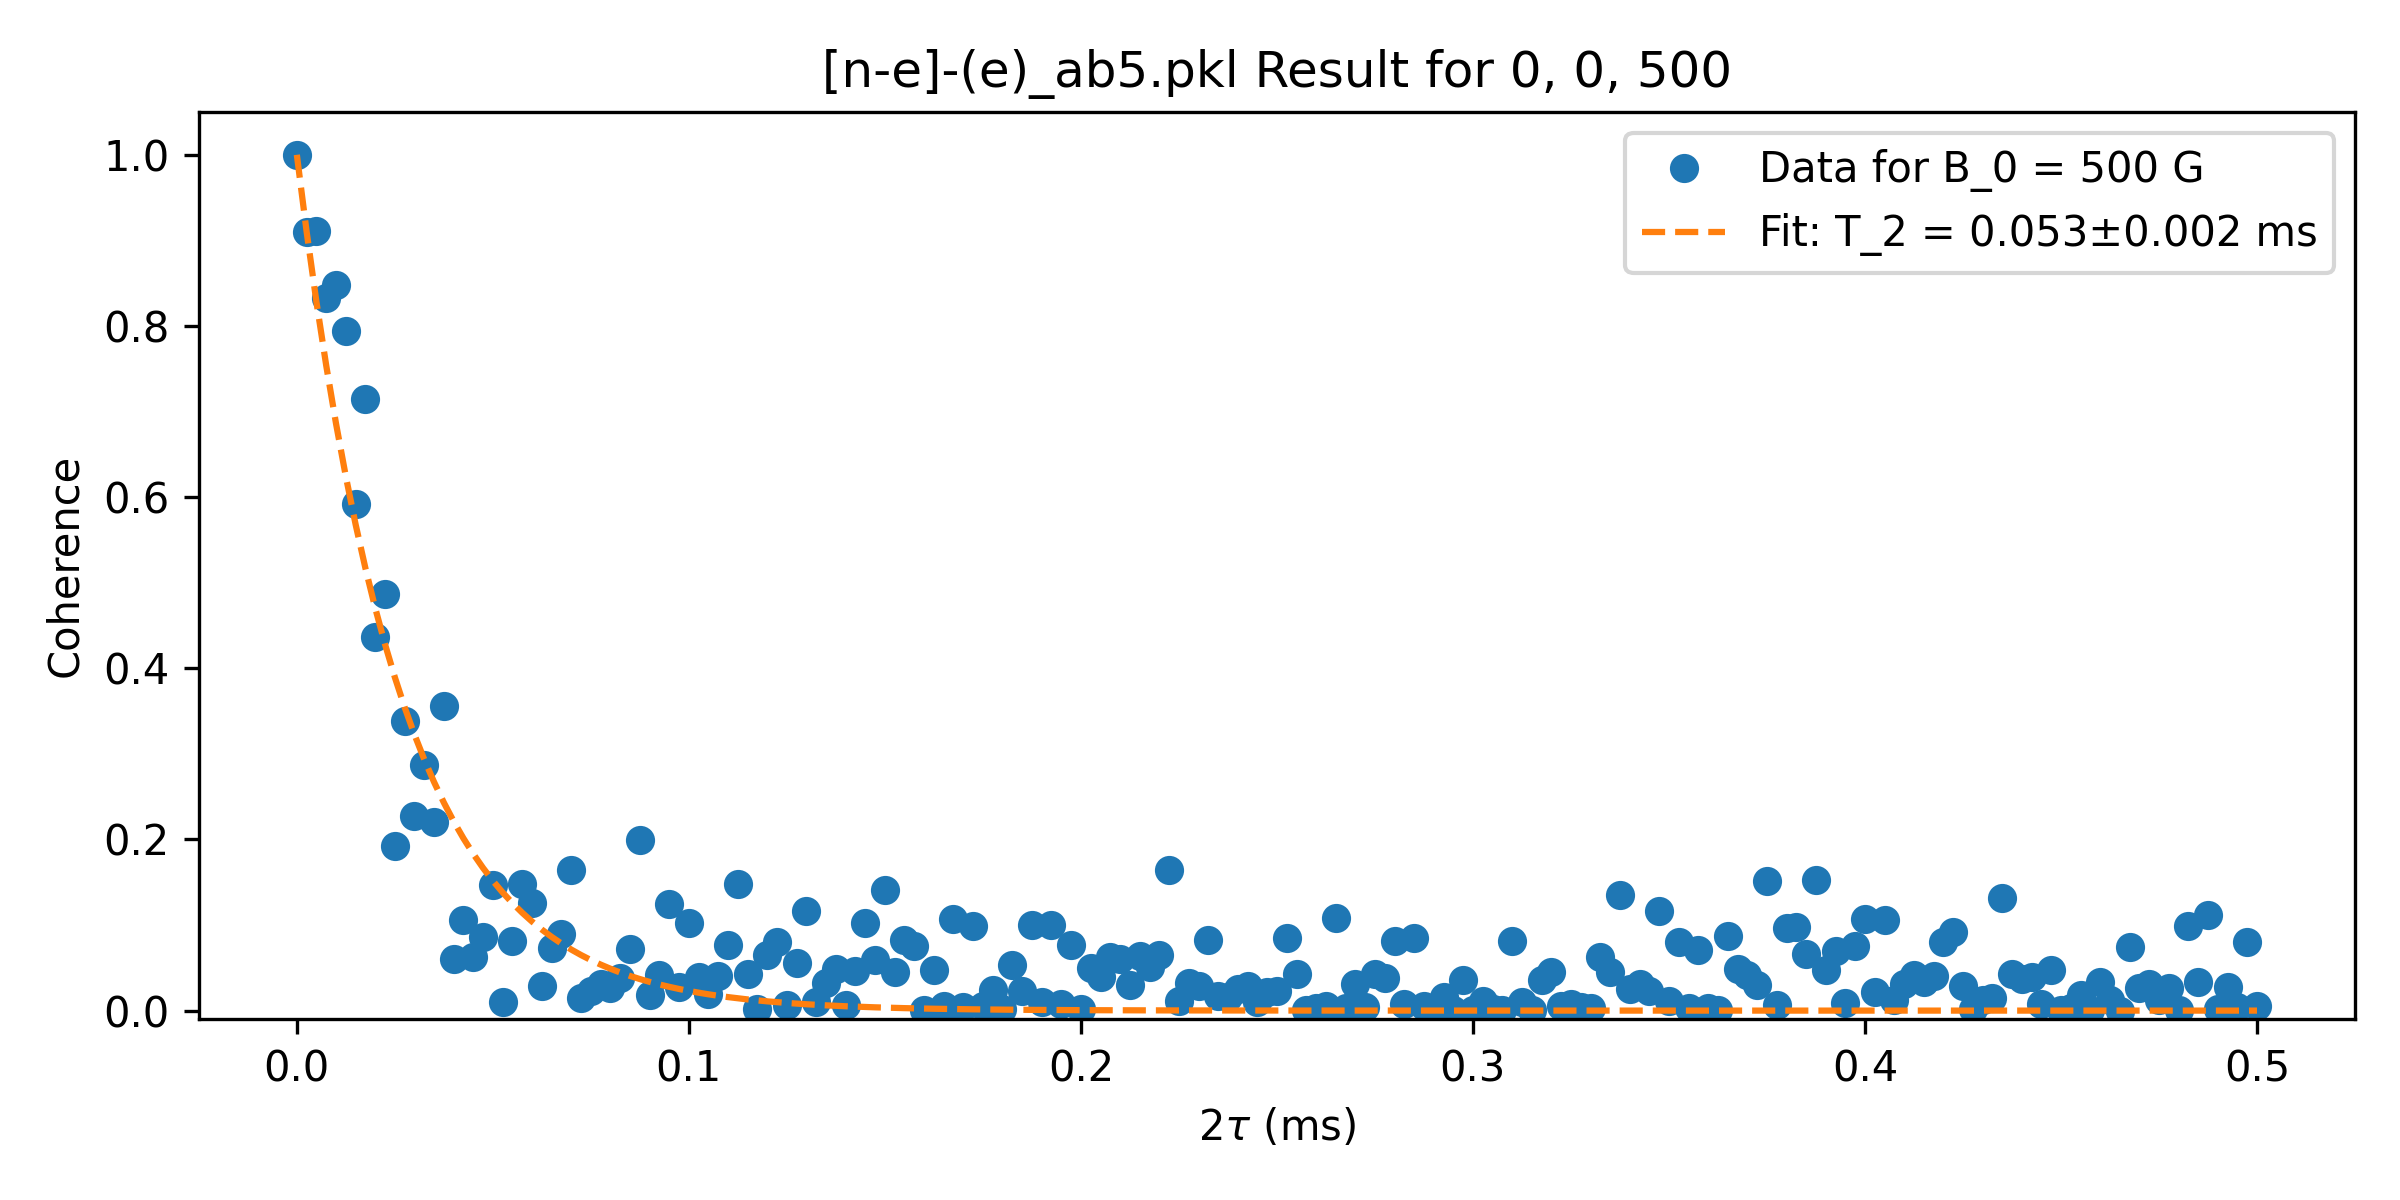 [n-e]-(e)_ab5.pkl Result for 0, 0, 500
Data for B_0 = 500 G
Fit: T_2 = 0.053±0.002 ms
1.0
0.8
0.6
0.4
0.2
0.0
Coherence
0.0 0.1 0.2 0.3 0.4 0.5
2τ (ms)